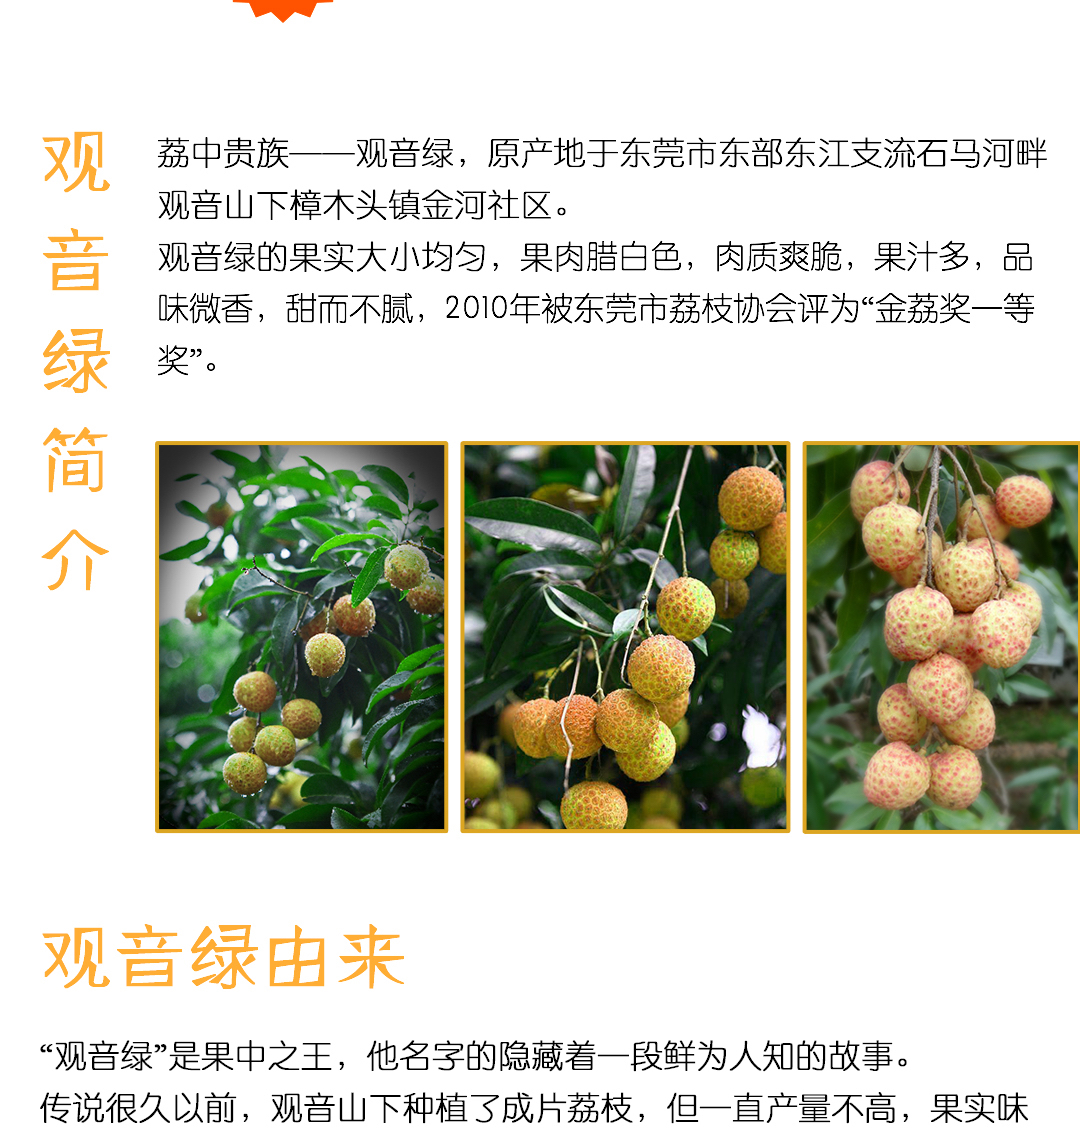 观音绿简介
荔中贵族——观音绿，原产地于东莞市东部东江支流石马河畔
观音山下樟木头镇金河社区。
观音绿的果实大小均匀，果肉腊白色，肉质爽脆，果汁多，品
味微香，甜而不腻，2010年被东莞市荔枝协会评为“金荔奖一等
奖”。
观音绿由来
“观音绿”是果中之王，他名字的隐藏着一段鲜为人知的故事。
传说很久以前，观音山下种植了成片荔枝，但一直产量不高，果实味